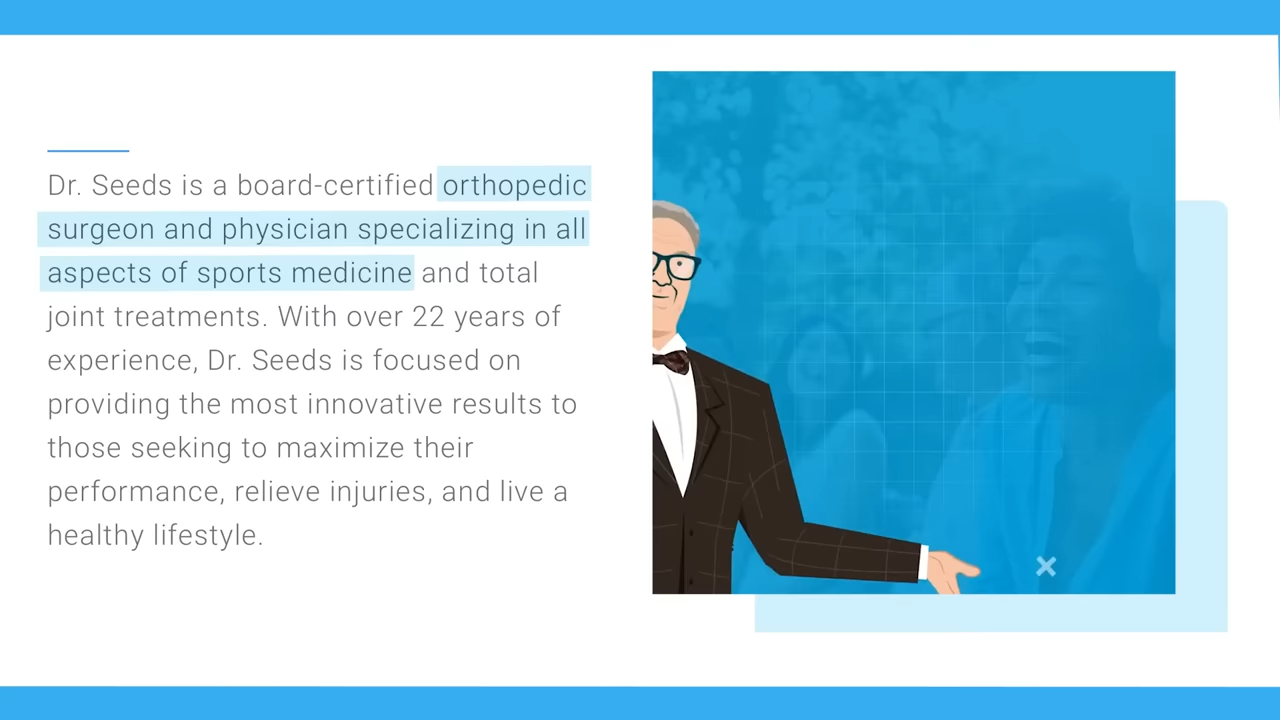 Dr. Seeds is a board-certified orthopedic
surgeon and physician specializing in all
aspects of sports medicine and total
joint treatments. With over 22 years of
experience, Dr. Seeds is focused on
providing the most innovative results to
those seeking to maximize their
performance, relieve injuries, and live a
healthy lifestyle.